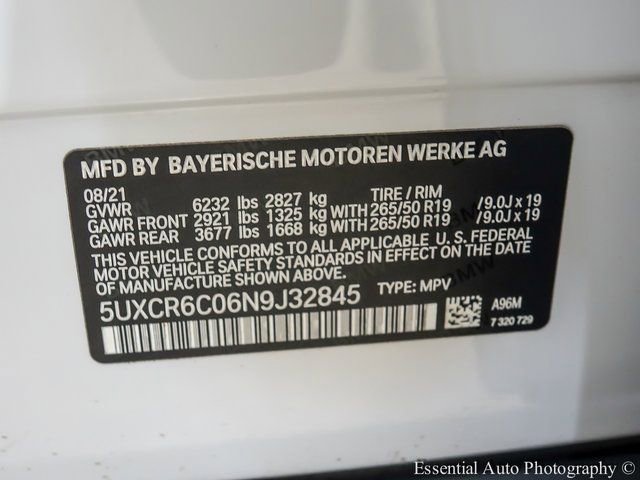 MFD BY BAYERISCHE MOTOREN WERKE AG
08/21 TIRE / RIM
GVWR 6232 lbs 2827 kg
GAWR FRONT 2921 lbs 1325 kg WITH 265/50 R19 /9.0J x 19
GAWR REAR 3677 lbs 1668 kg WITH 265/50 R19 /9.0J x 19
THIS VEHICLE CONFORMS TO ALL APPLICABLE U. S. FEDERAL
MOTOR VEHICLE SAFETY STANDARDS IN EFFECT ON THE DATE
OF MANUFACTURE SHOWN ABOVE.
5UXCR6C06N9J32845 TYPE: MPV
A96M
7 320 729
Essential Auto Photography ©